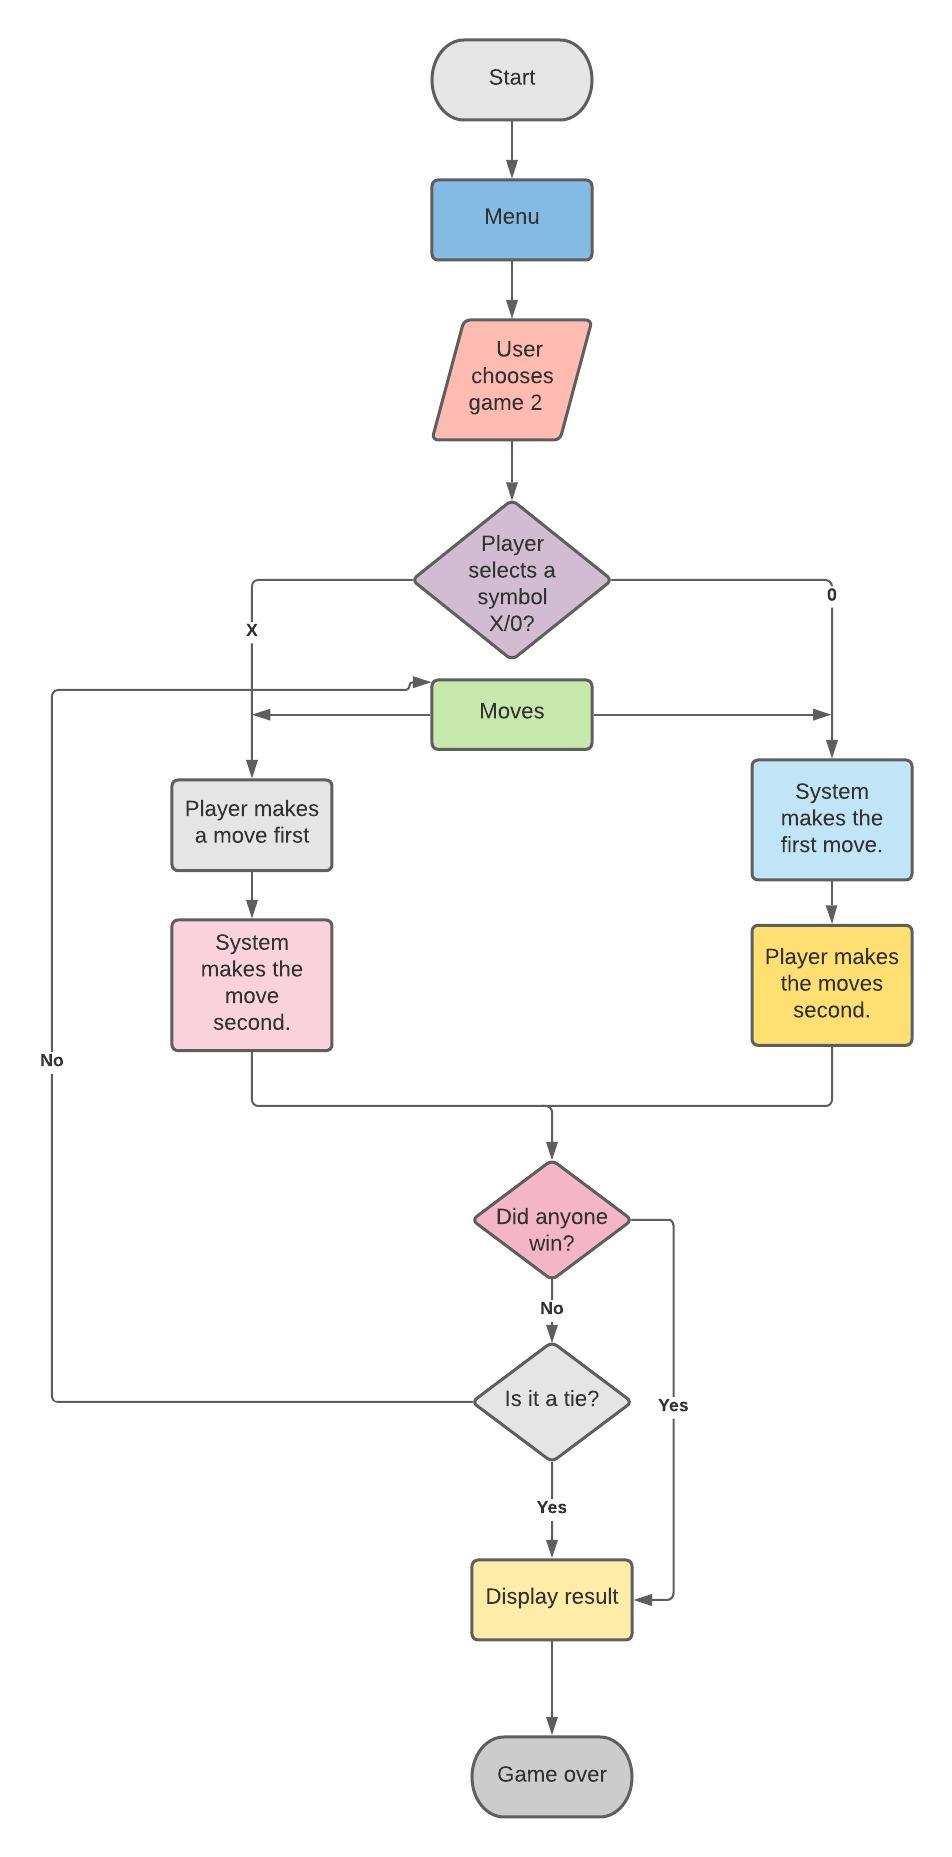 Start
Menu
User
chooses
game 2
Player
selects a
symbol
X/0?
X
0
Moves
Player makes
a move first
System
makes the
first move.
System
makes the
move
second.
Player makes
the moves
second.
No
Did anyone
win?
No
Is it a tie?
Yes
Yes
Display result
Game over